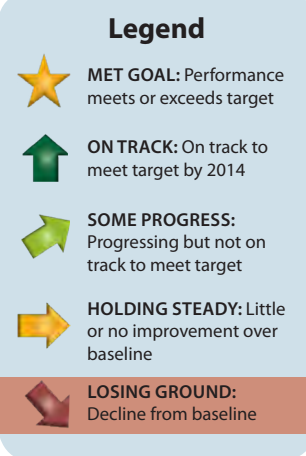 Legend
MET GOAL: Performance
meets or exceeds target
ON TRACK: On track to
meet target by 2014
SOME PROGRESS:
Progressing but not on
track to meet target
HOLDING STEADY: Little
or no improvement over
baseline
LOSING GROUND:
Decline from baseline